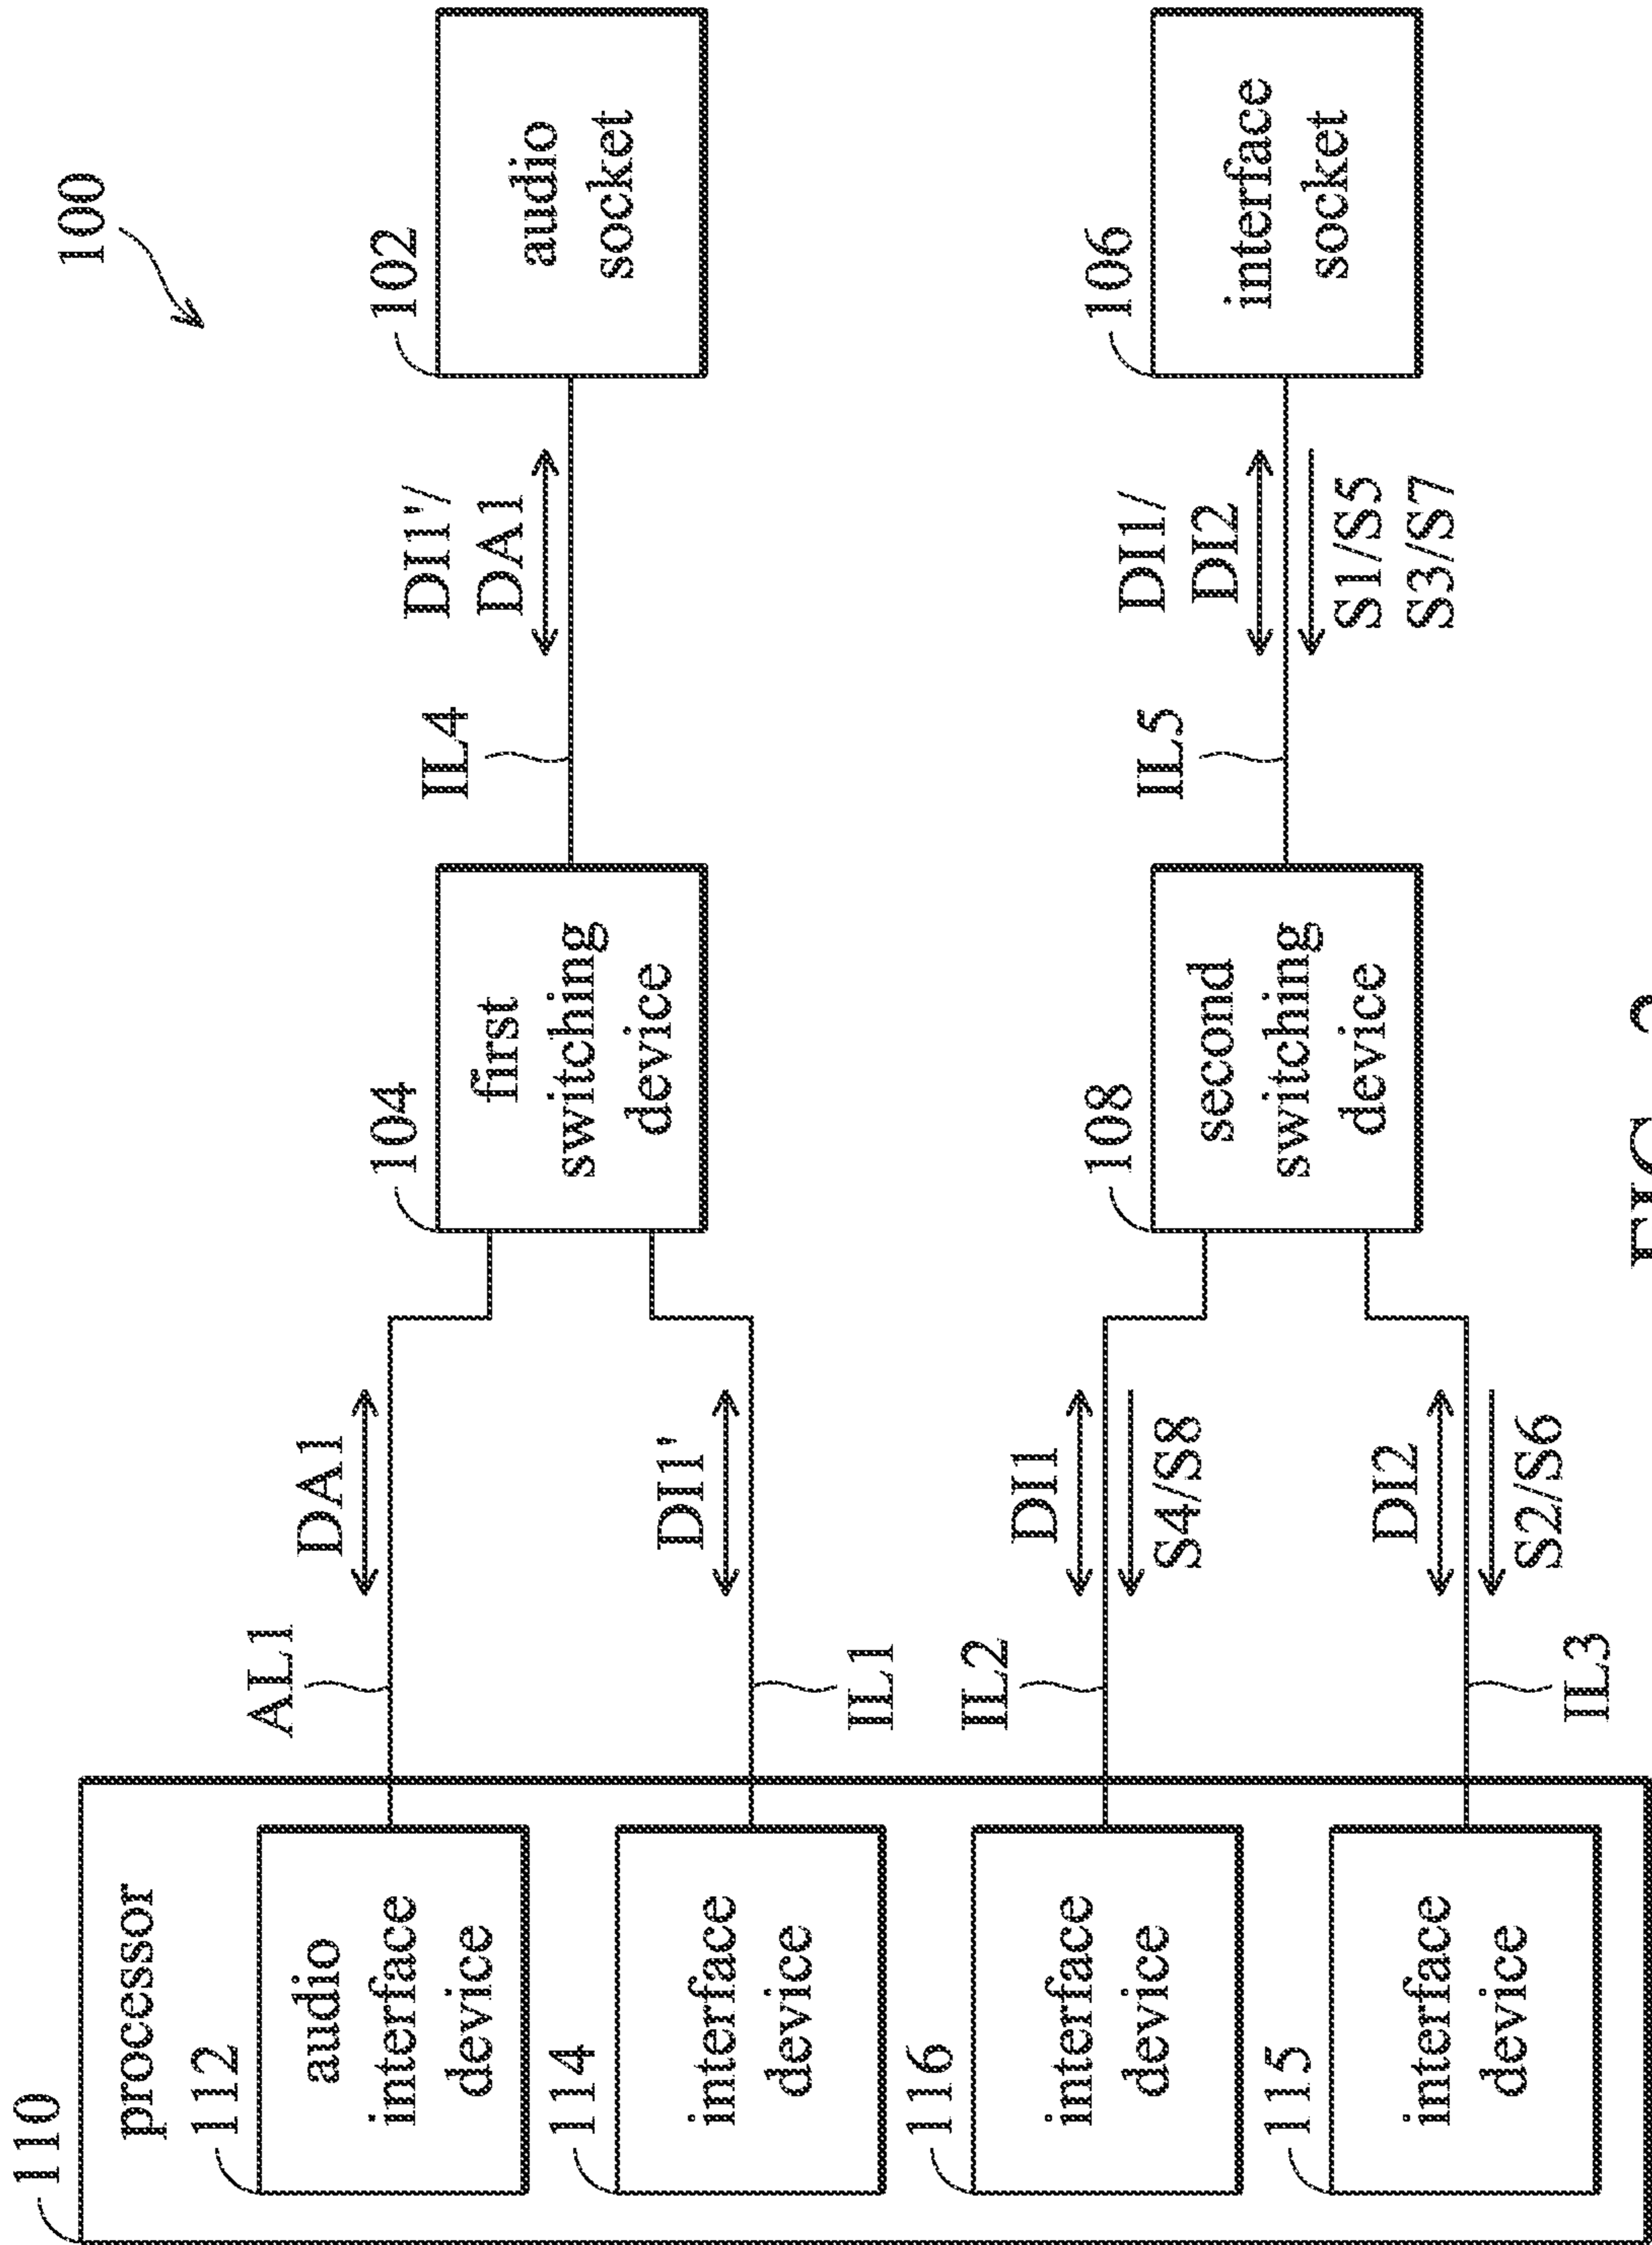 100
110
processor
112
audio
interface
device
114
interface
device
116
interface
device
115
interface
device
AL1
DA1
IL1
DI1'
IL2
DI1
S4/S8
IL3
DI2
S2/S6
104
first
switching
device
108
second
switching
device
IL4
DI1'/
DA1
IL5
DI1/
DI2
S1/S5
S3/S7
102
audio
socket
106
interface
socket